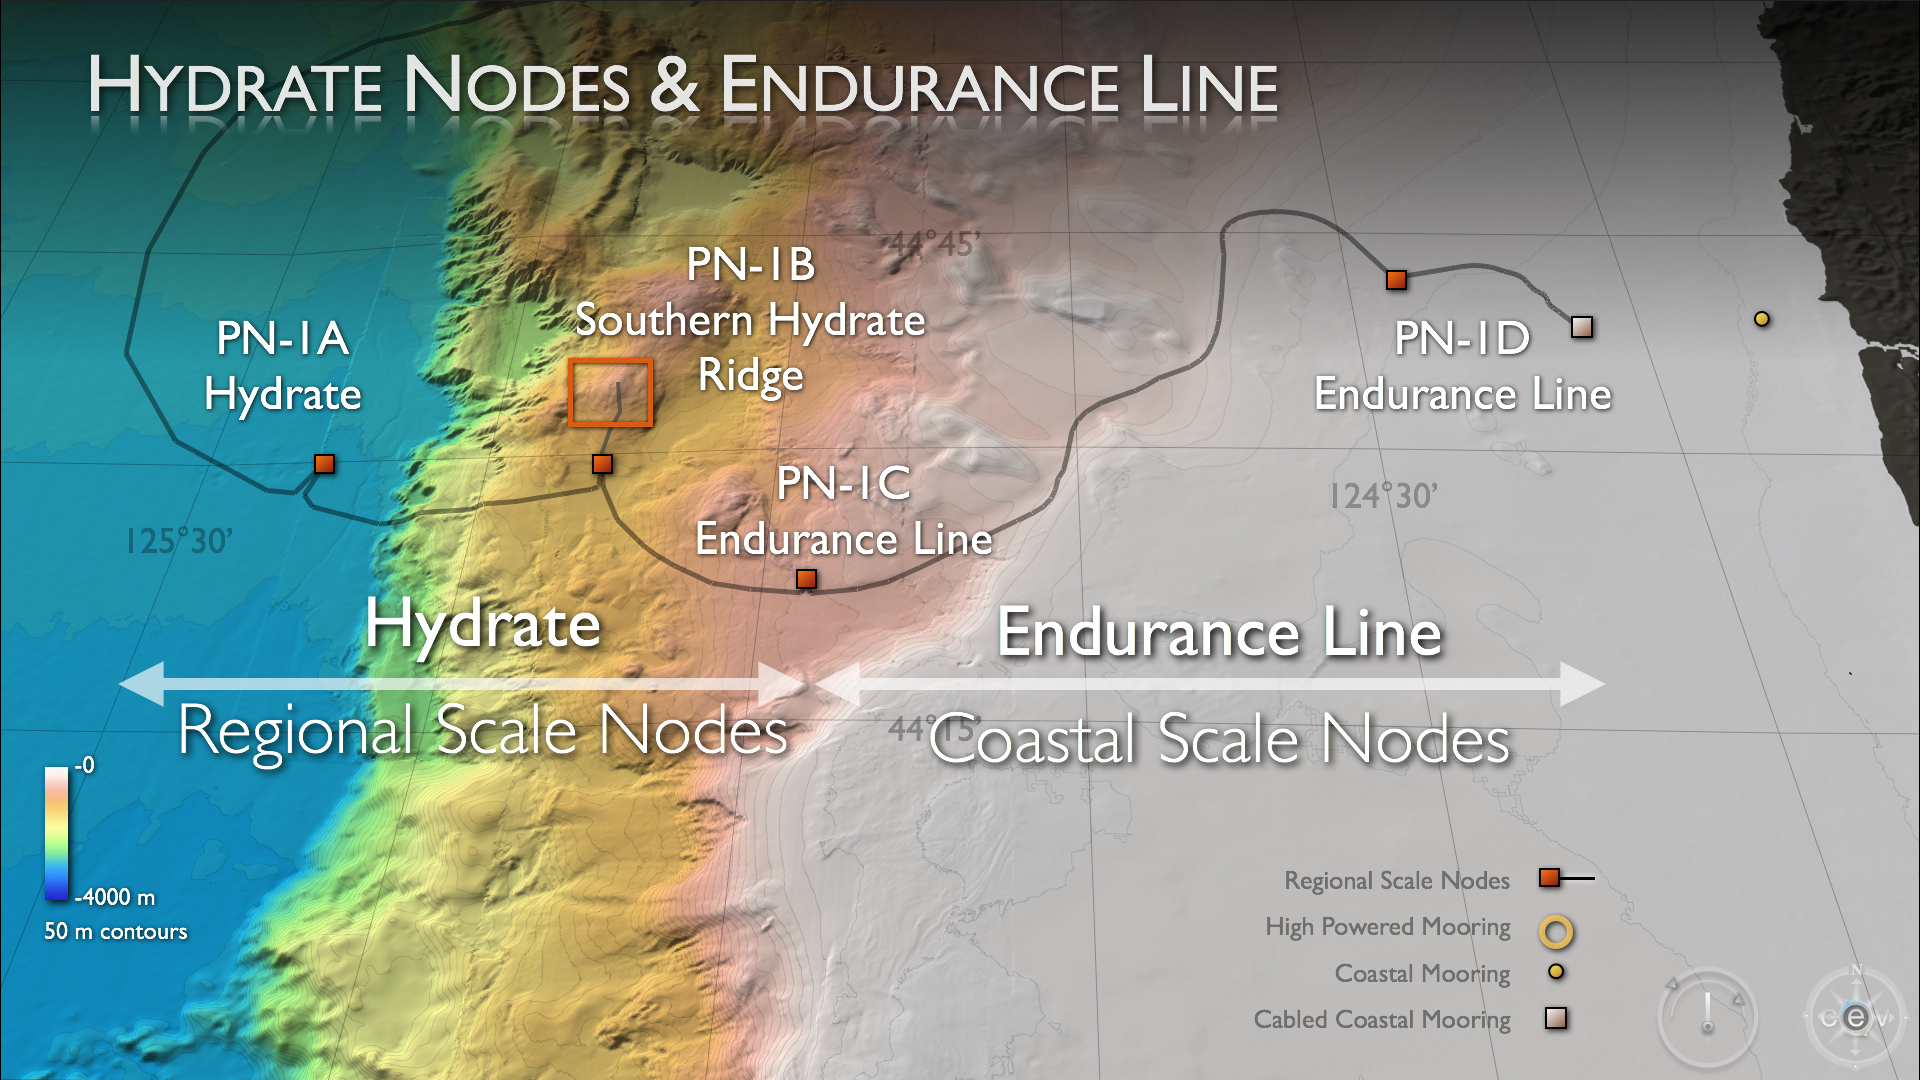 HYDRATE NODES & ENDURANCE LINE
44°45'
PN-1B
Southern Hydrate
Ridge
PN-1A
Hydrate
PN-1D
Endurance Line
PN-1C
Endurance Line
124°30'
125°30'
Hydrate
Endurance Line
Regional Scale Nodes
44°15'
Coastal Scale Nodes
-0
-4000 m
50 m contours
Regional Scale Nodes
High Powered Mooring
Coastal Mooring
Cabled Coastal Mooring
N
cev